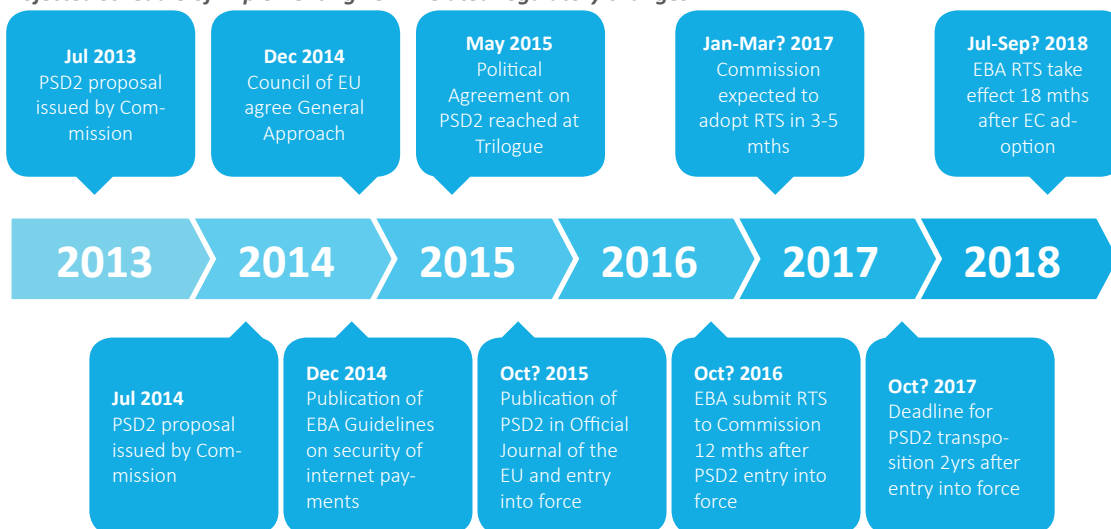 Jul 2013
PSD2 proposal
issued by Com-
mission
Dec 2014
Council of EU
agree General
Approach
May 2015
Political
Agreement on
PSD2 reached at
Trilogue
Jan-Mar? 2017
Commission
expected to
adopt RTS in 3-5
mths
Jul-Sep? 2018
EBA RTS take
effect 18 mths
after EC ad-
option
2013
2014
2015
2016
2017
2018
Jul 2014
PSD2 proposal
issued by Com-
mission
Dec 2014
Publication of
EBA Guidelines
on security of
internet pay-
ments
Oct? 2015
Publication of
PSD2 in Official
Journal of the
EU and entry
into force
Oct? 2016
EBA submit RTS
to Commission
12 mths after
PSD2 entry into
force
Oct? 2017
Deadline for
PSD2 transpo-
sition 2yrs after
entry into force